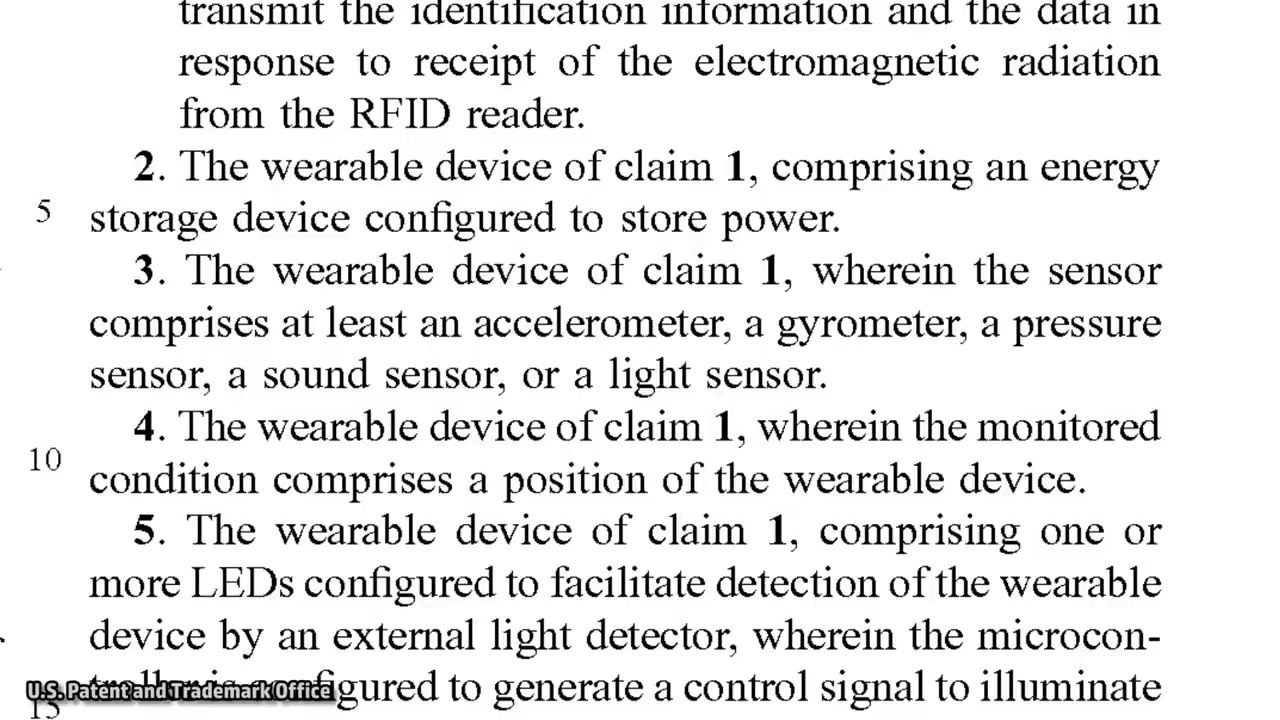 transmit the identification information and the data in
response to receipt of the electromagnetic radiation
from the RFID reader.
2. The wearable device of claim 1, comprising an energy
5 storage device configured to store power.
3. The wearable device of claim 1, wherein the sensor
comprises at least an accelerometer, a gyrometer, a pressure
sensor, a sound sensor, or a light sensor.
4. The wearable device of claim 1, wherein the monitored
10 condition comprises a position of the wearable device.
5. The wearable device of claim 1, comprising one or
more LEDs configured to facilitate detection of the wearable
device by an external light detector, wherein the microcon-
configured to generate a control signal to illuminate
U.S. Patent and Trademark Office
15